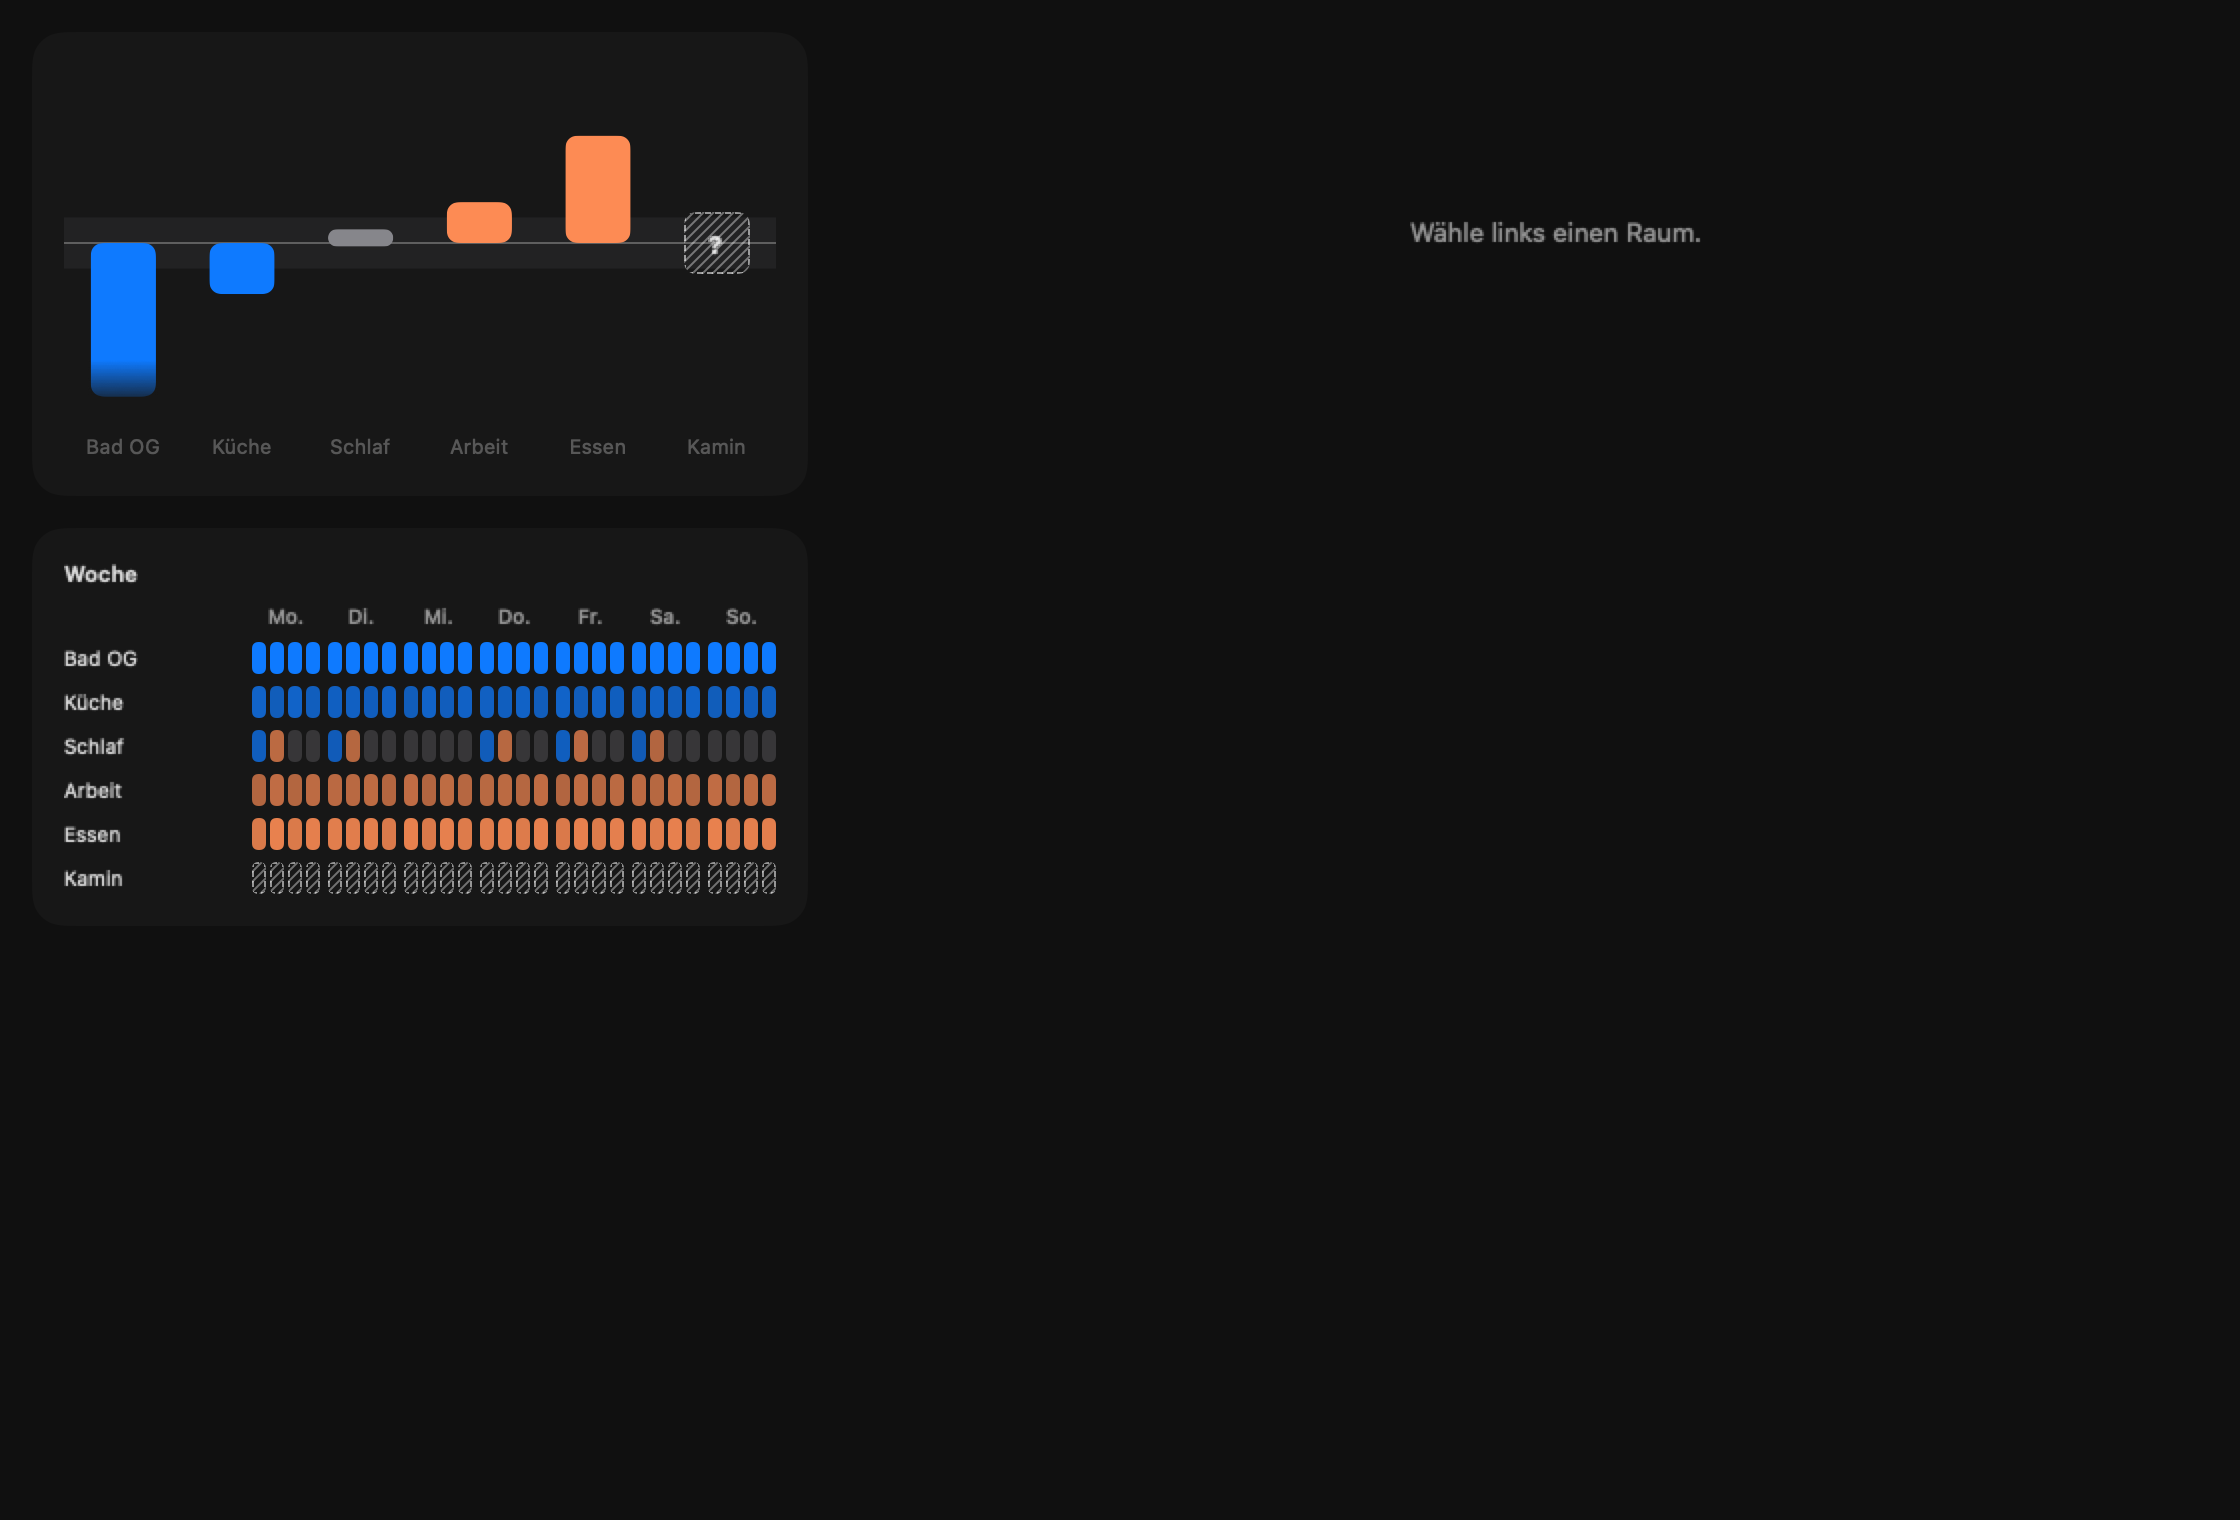 ?
Bad OG Küche Schlaf Arbeit Essen Kamin
Wähle links einen Raum.
Woche
Mo. Di. Mi. Do. Fr. Sa. So.
Bad OG
Küche
Schlaf
Arbeit
Essen
Kamin